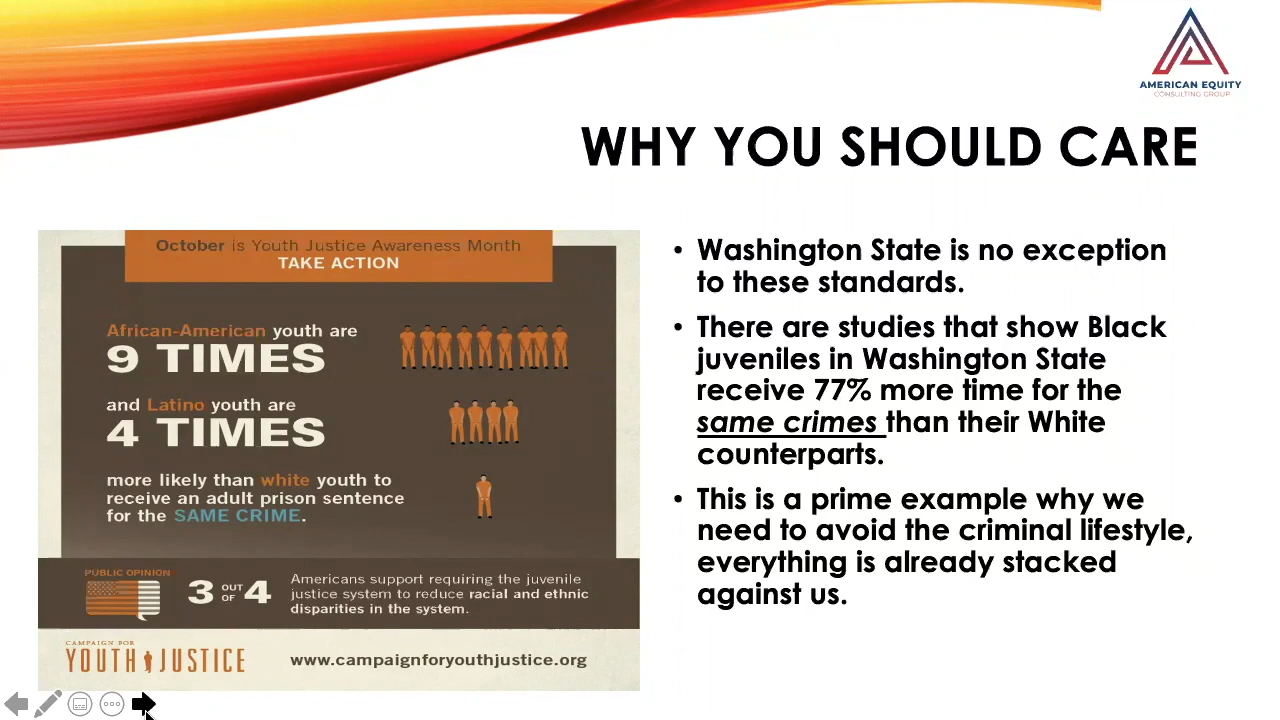 AMERICAN EQUITY
CONSULTING GROUP
WHY YOU SHOULD CARE
October is Youth Justice Awareness Month
TAKE ACTION
African-American youth are
9 TIMES
and Latino youth are
4 TIMES
more likely than white youth to
receive an adult prison sentence
for the SAME CRIME.
PUBLIC OPINION
3 OUT OF 4
Americans support requiring the juvenile
justice system to reduce racial and ethnic
disparities in the system.
CAMPAIGN FOR
YOUTH JUSTICE
www.campaignforyouthjustice.org
• Washington State is no exception
to these standards.
• There are studies that show Black
juveniles in Washington State
receive 77% more time for the
same crimes than their White
counterparts.
• This is a prime example why we
need to avoid the criminal lifestyle,
everything is already stacked
against us.